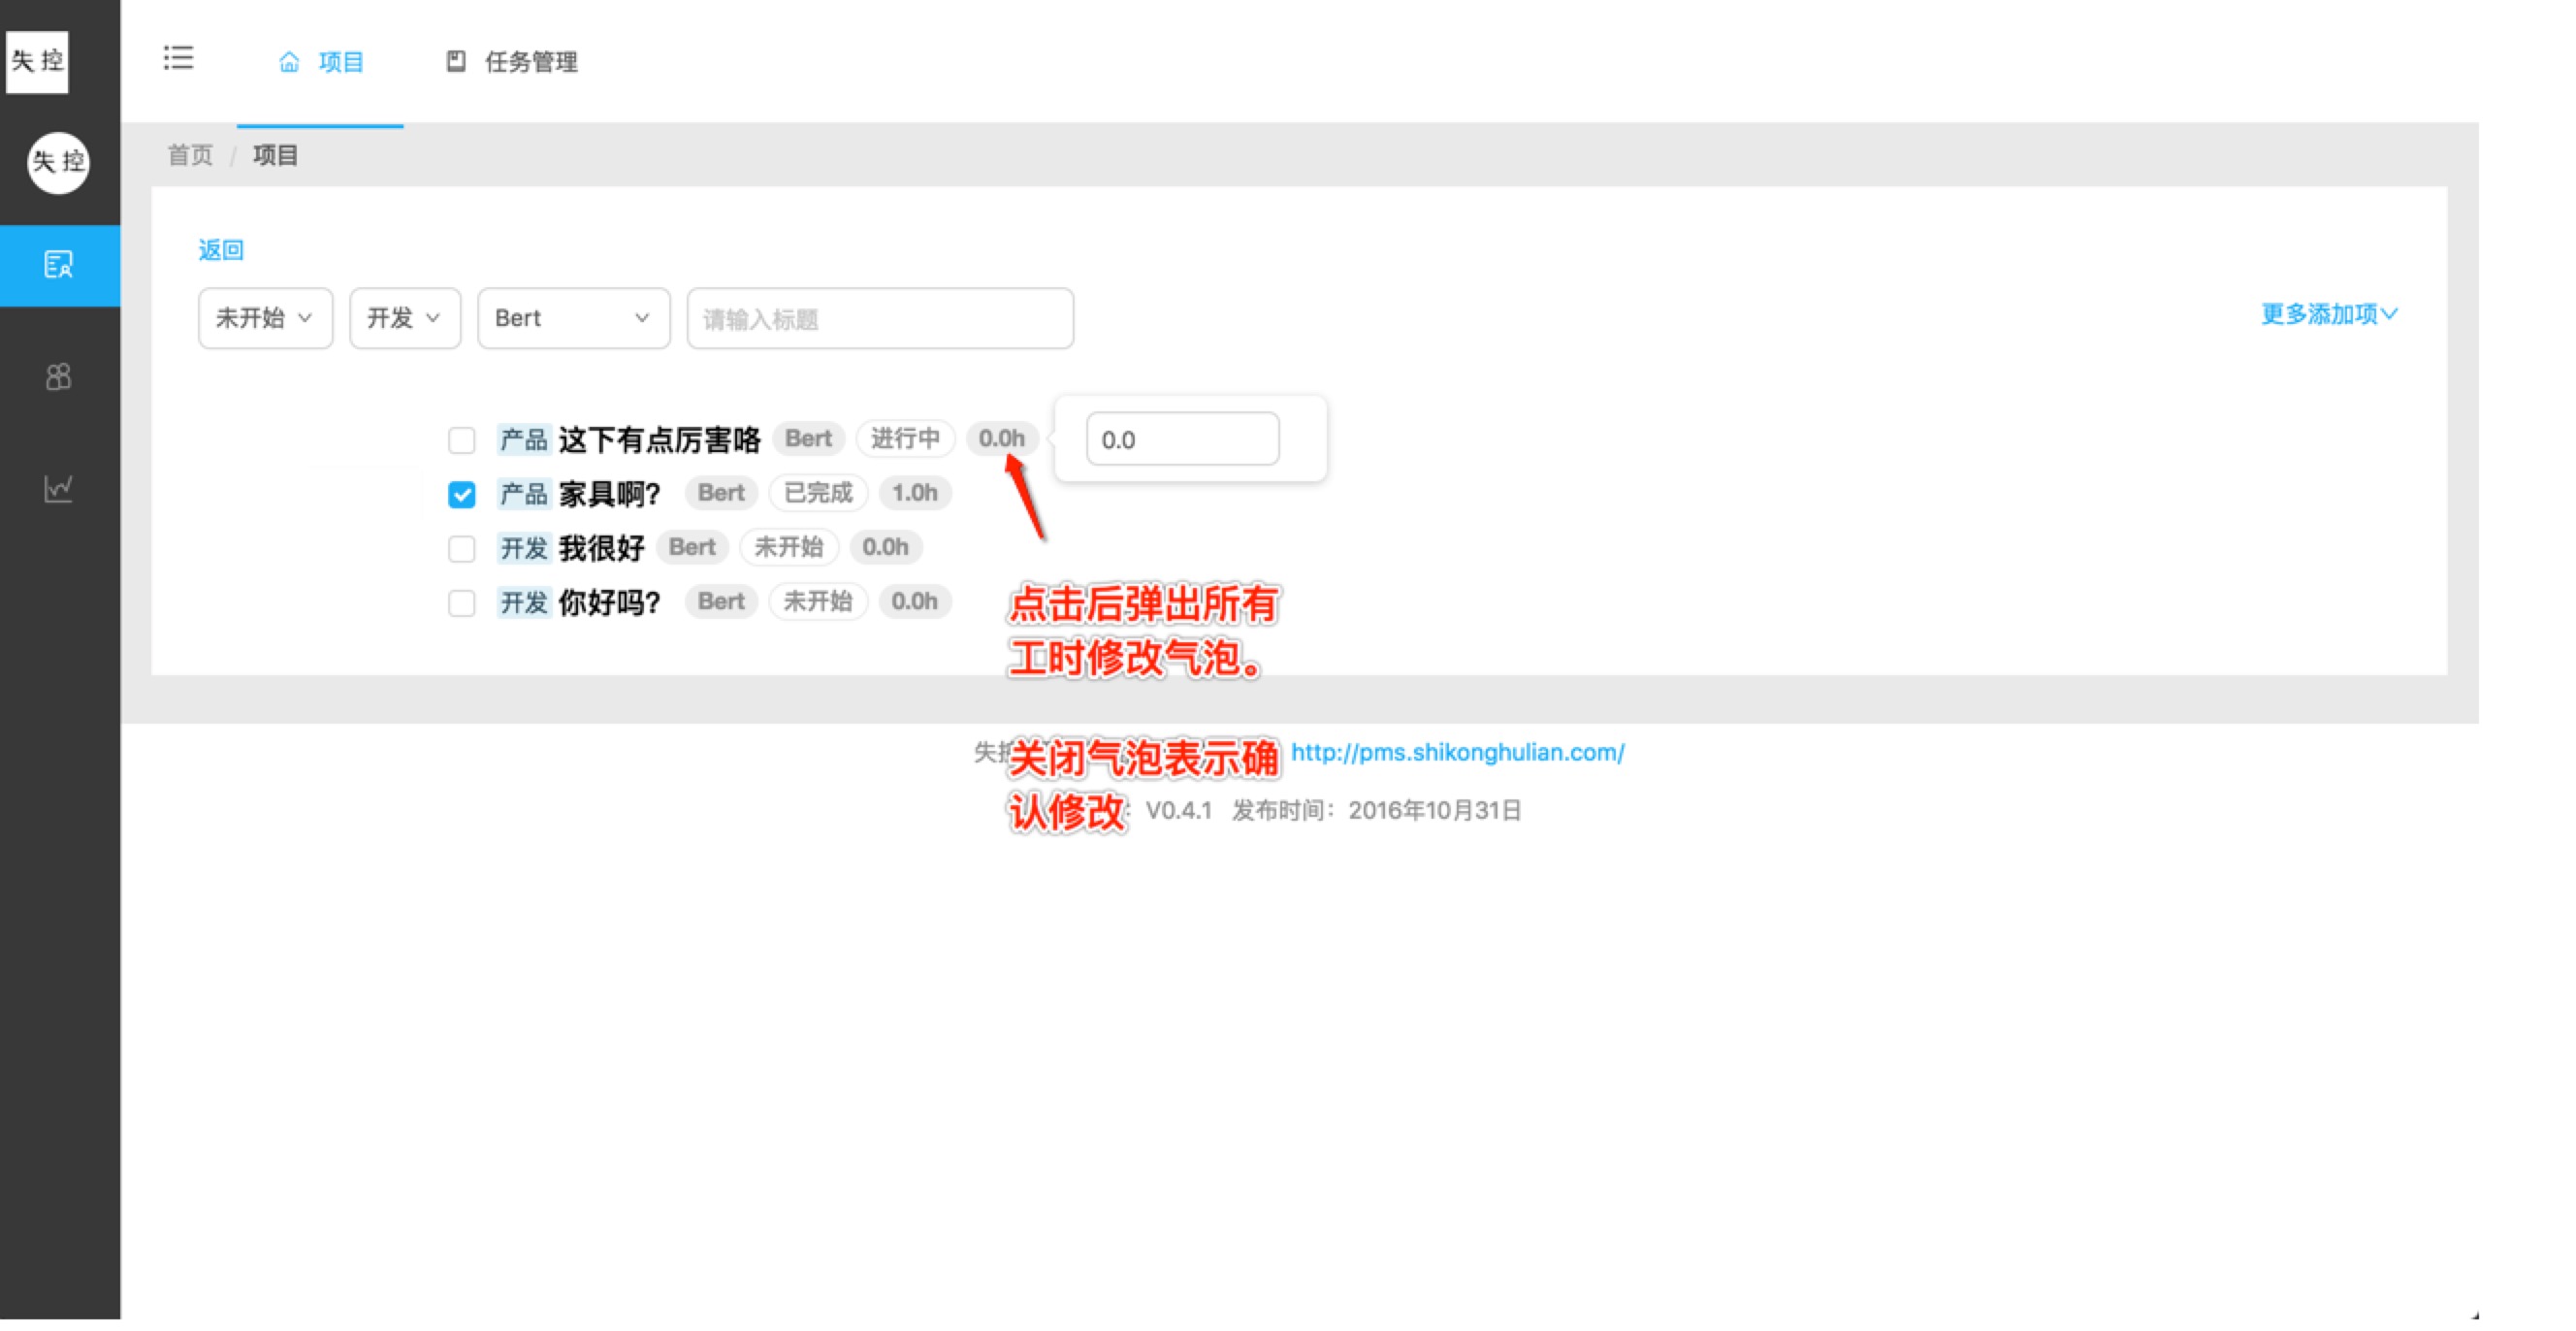 失 控
项目
任务管理
失 控
首页 / 项目
返回
未开始
开发
Bert
请输入标题
更多添加项
产品 这下有点厉害咯 Bert 进行中 0.0h
0.0
产品 家具啊? Bert 已完成 1.0h
开发 我很好 Bert 未开始 0.0h
开发 你好吗? Bert 未开始 0.0h
点击后弹出所有
工时修改气泡。
关闭气泡表示确
认修改
失 http://pms.shikonghulian.com/
: V0.4.1 发布时间：2016年10月31日